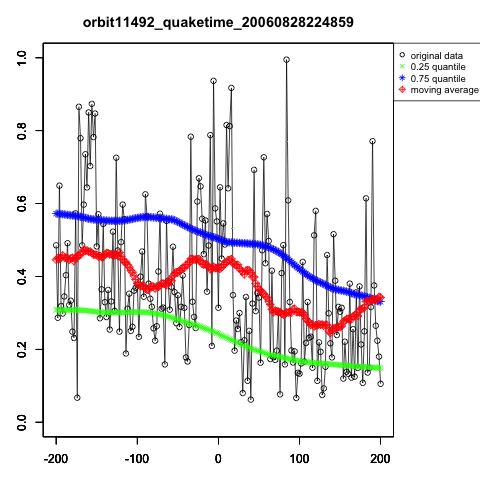 orbit11492_quaketime_20060828224859
original data
0.25 quantile
0.75 quantile
moving average
1.0
0.8
0.6
0.4
0.2
0.0
-200 -100 0 100 200